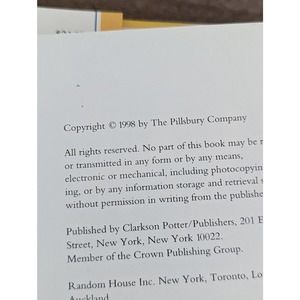 Copyright © 1998 by The Pillsbury Company
All rights reserved. No part of this book may be
or transmitted in any form or by any means,
electronic or mechanical, including photocopyin
ing, or by any information storage and retrieval s
without permission in writing from the publishe
Published by Clarkson Potter/Publishers, 201 E
Street, New York, New York 10022.
Member of the Crown Publishing Group.
Random House Inc. New York, Toronto, Lo
Auckland